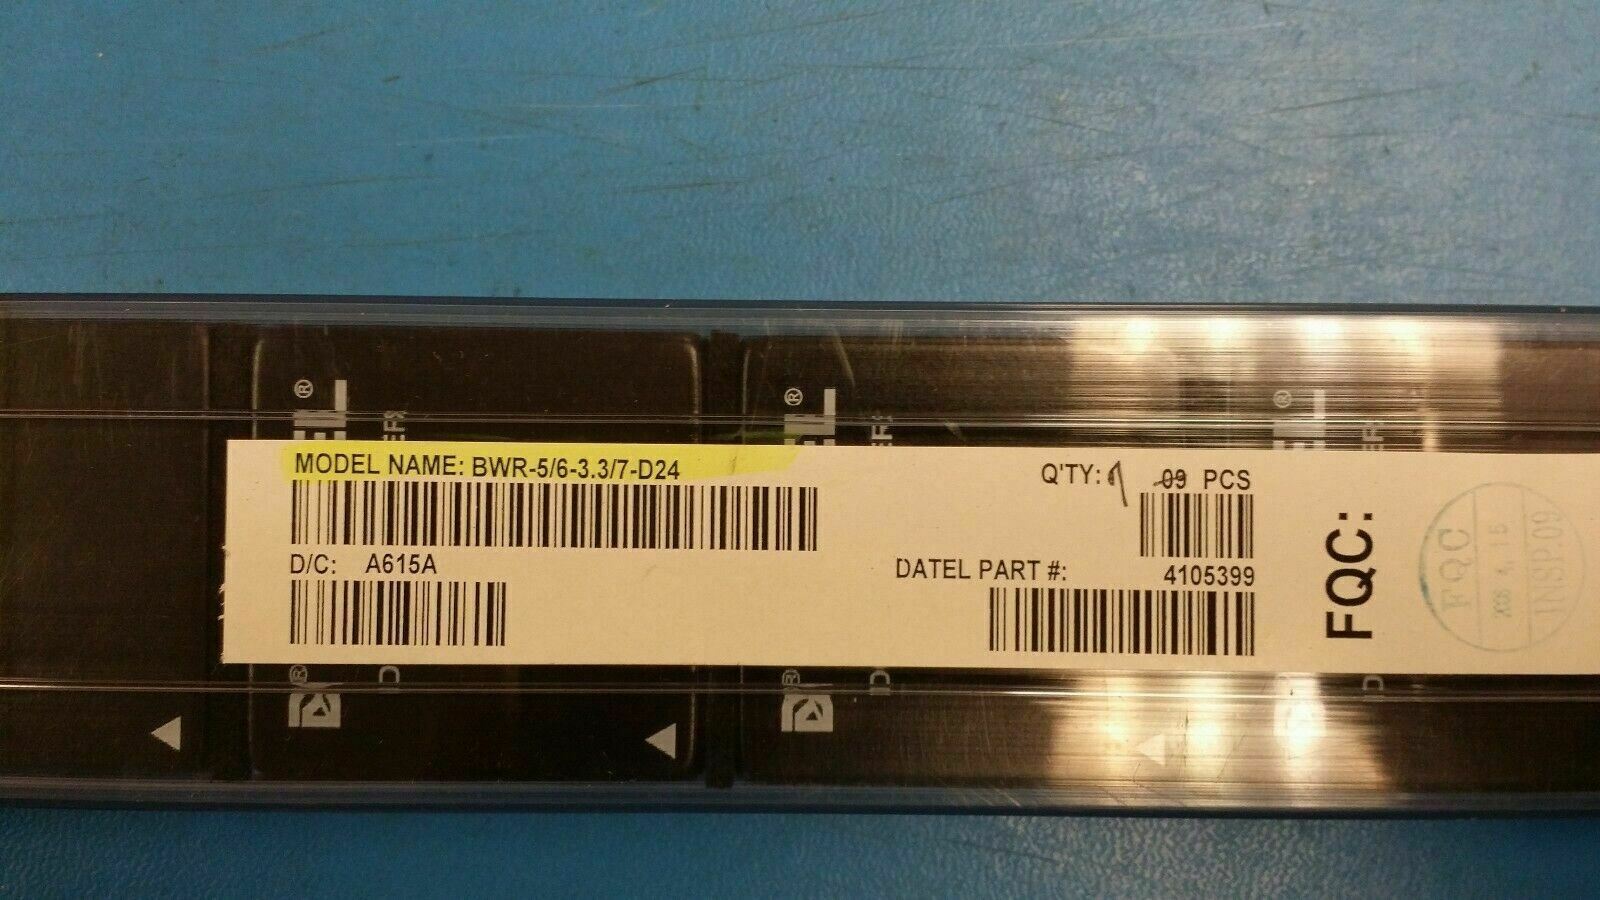 MODEL NAME: BWR-5/6-3.3/7-D24
Q'TY: 09 PCS
D/C: A615A
DATEL PART #: 4105399
FQC:
FQC
INSP.09